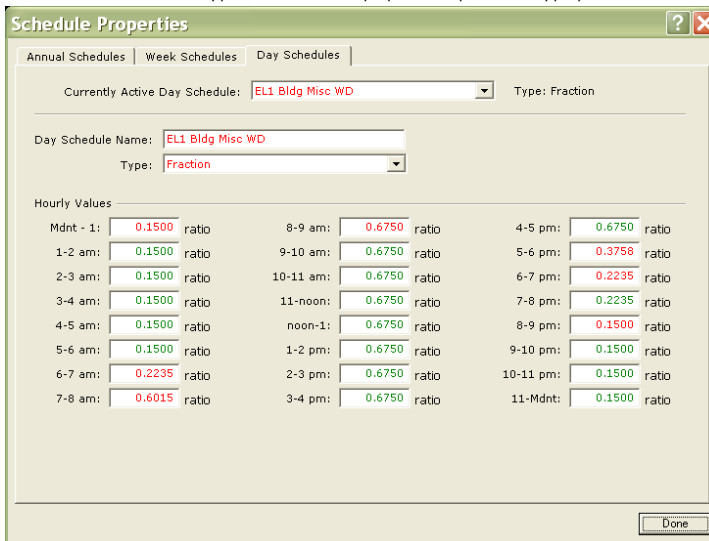 Schedule Properties
Annual Schedules Week Schedules Day Schedules
Currently Active Day Schedule: EL1 Bldg Misc WD Type: Fraction
Day Schedule Name: EL1 Bldg Misc WD
Type: Fraction
Hourly Values
Mdnt - 1: 0.1500 ratio 8-9 am: 0.6750 ratio 4-5 pm: 0.6750 ratio
1-2 am: 0.1500 ratio 9-10 am: 0.6750 ratio 5-6 pm: 0.3758 ratio
2-3 am: 0.1500 ratio 10-11 am: 0.6750 ratio 6-7 pm: 0.2235 ratio
3-4 am: 0.1500 ratio 11-noon: 0.6750 ratio 7-8 pm: 0.2235 ratio
4-5 am: 0.1500 ratio noon-1: 0.6750 ratio 8-9 pm: 0.1500 ratio
5-6 am: 0.1500 ratio 1-2 pm: 0.6750 ratio 9-10 pm: 0.1500 ratio
6-7 am: 0.2235 ratio 2-3 pm: 0.6750 ratio 10-11 pm: 0.1500 ratio
7-8 am: 0.6015 ratio 3-4 pm: 0.6750 ratio 11-Mdnt: 0.1500 ratio
Done